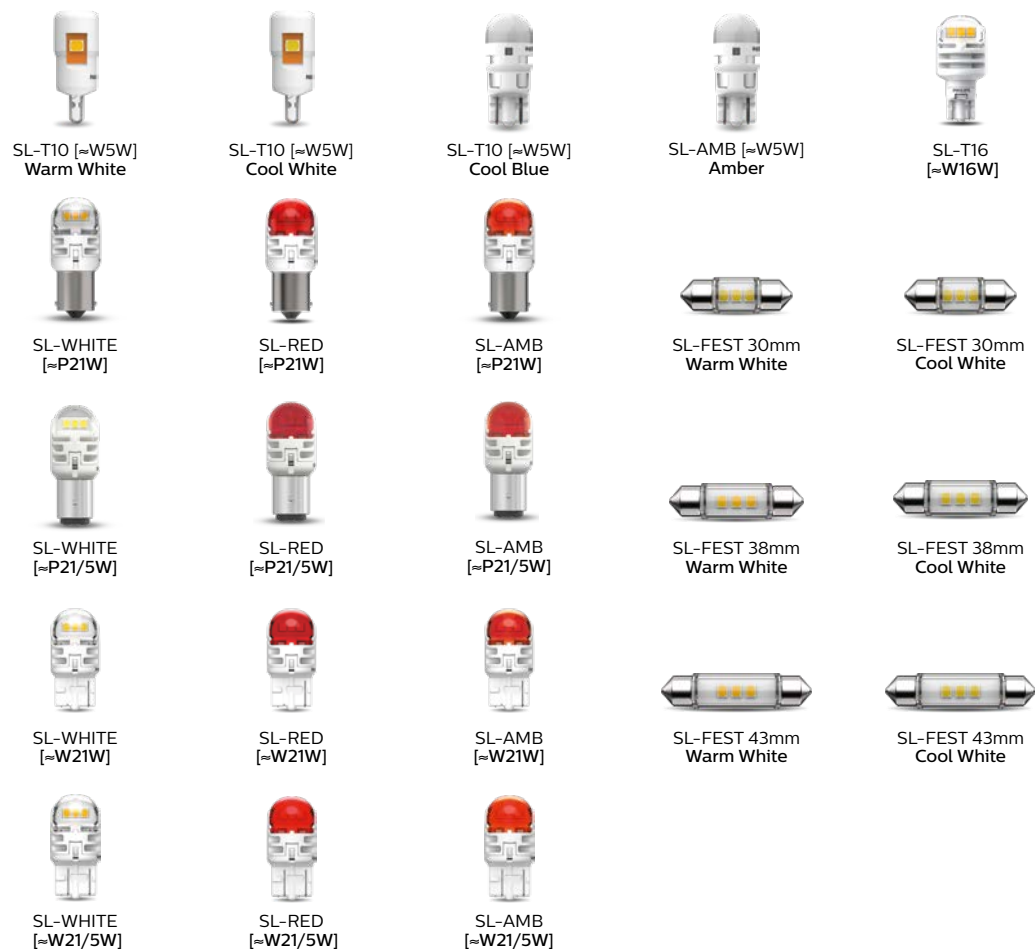 SL-T10 [≈W5W]
Warm White
SL-T10 [≈W5W]
Cool White
SL-T10 [≈W5W]
Cool Blue
SL-AMB [≈W5W]
Amber
SL-T16
[≈W16W]
SL-WHITE
[≈P21W]
SL-RED
[≈P21W]
SL-AMB
[≈P21W]
SL-FEST 30mm
Warm White
SL-FEST 30mm
Cool White
SL-WHITE
[≈P21/5W]
SL-RED
[≈P21/5W]
SL-AMB
[≈P21/5W]
SL-FEST 38mm
Warm White
SL-FEST 38mm
Cool White
SL-WHITE
[≈W21W]
SL-RED
[≈W21W]
SL-AMB
[≈W21W]
SL-FEST 43mm
Warm White
SL-FEST 43mm
Cool White
SL-WHITE
[≈W21/5W]
SL-RED
[≈W21/5W]
SL-AMB
[≈W21/5W]